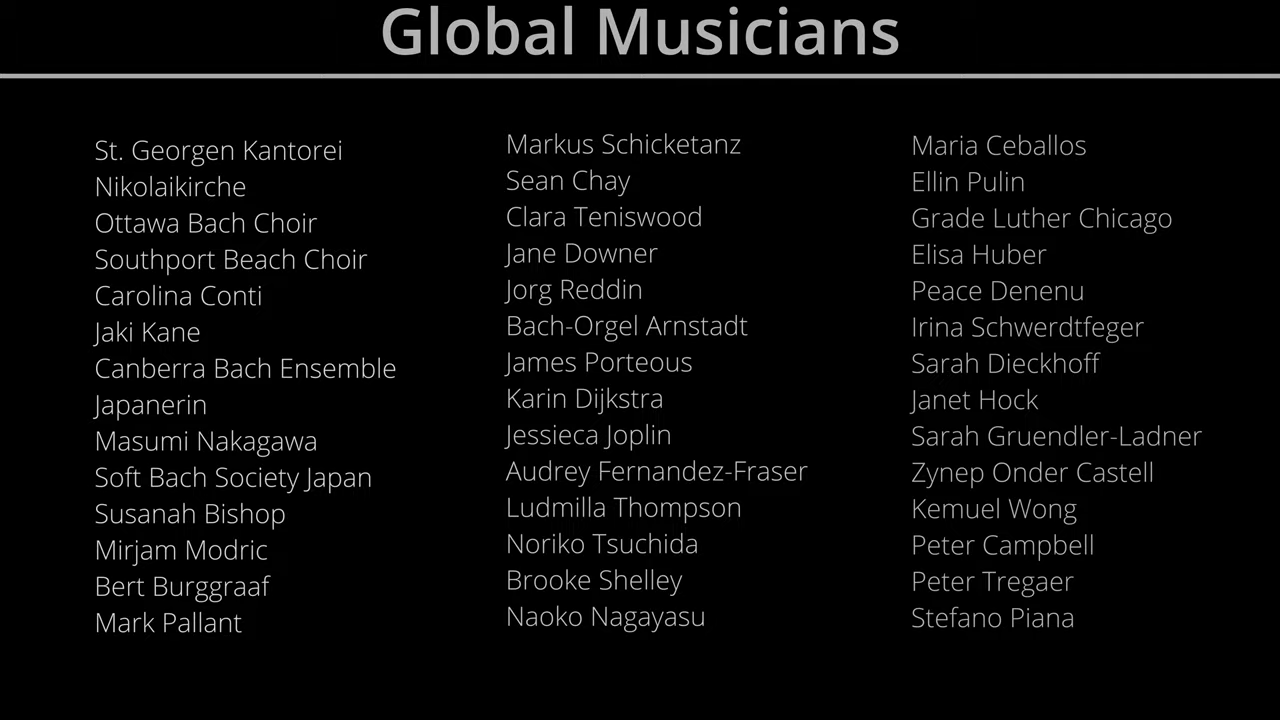 Global Musicians
St. Georgen Kantorei
Nikolaikirche
Ottawa Bach Choir
Southport Beach Choir
Carolina Conti
Jaki Kane
Canberra Bach Ensemble
Japanerin
Masumi Nakagawa
Soft Bach Society Japan
Susanah Bishop
Mirjam Modric
Bert Burggraaf
Mark Pallant
Markus Schicketanz
Sean Chay
Clara Teniswood
Jane Downer
Jorg Reddin
Bach-Orgel Arnstadt
James Porteous
Karin Dijkstra
Jessieca Joplin
Audrey Fernandez-Fraser
Ludmilla Thompson
Noriko Tsuchida
Brooke Shelley
Naoko Nagayasu
Maria Ceballos
Ellin Pulin
Grade Luther Chicago
Elisa Huber
Peace Denenu
Irina Schwerdtfeger
Sarah Dieckhoff
Janet Hock
Sarah Gruendler-Ladner
Zynep Onder Castell
Kemuel Wong
Peter Campbell
Peter Tregaer
Stefano Piana